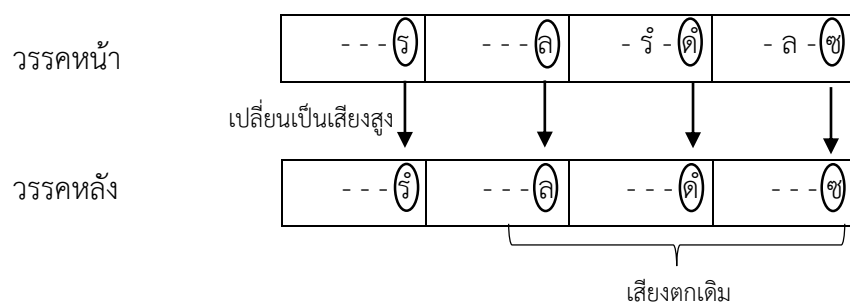 วรรคหน้า - - - ร - - - ล - รํ - ดํ - ล - ซ
เปลี่ยนเป็นเสียงสูง
วรรคหลัง - - - รํ - - - ล - - - ดํ - - - ซ
เสียงตกเดิม